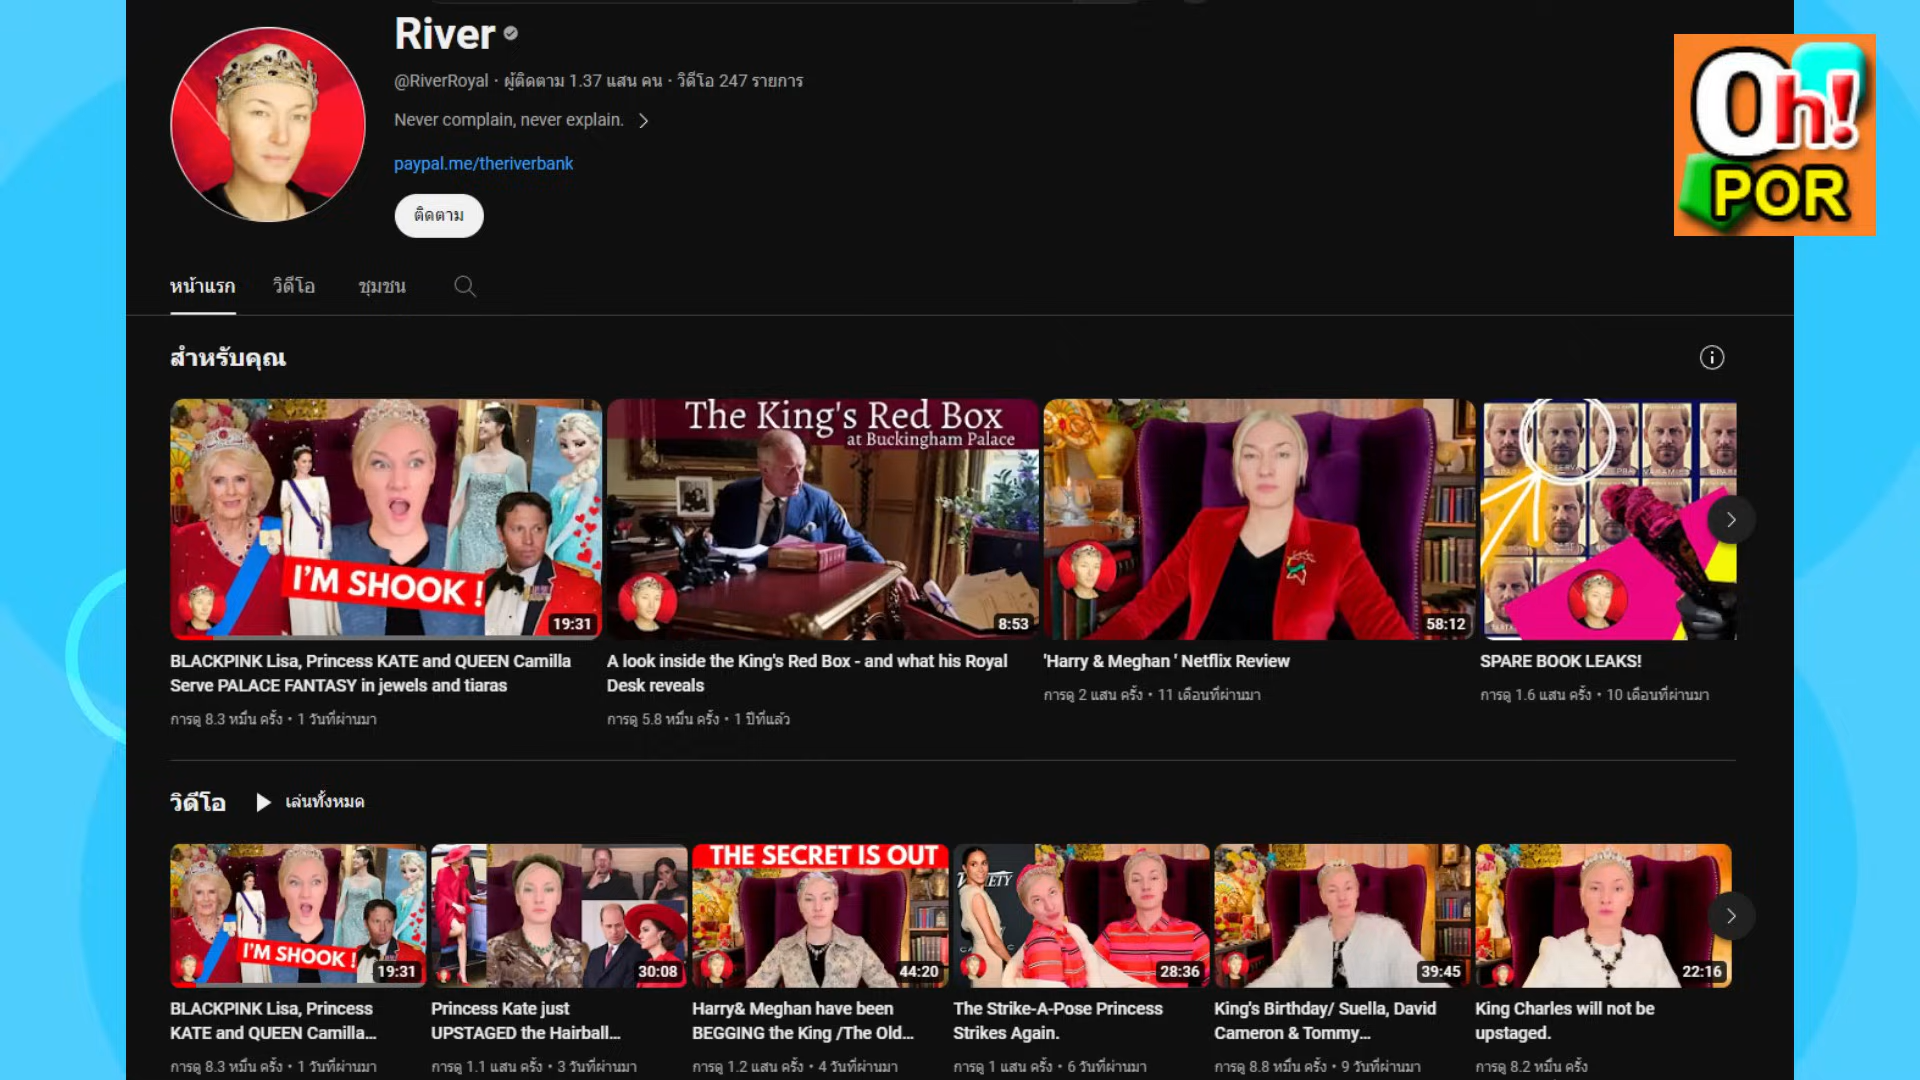 River
@RiverRoyal · ผู้ติดตาม 1.37 แสน คน · วิดีโอ 247 รายการ
Never complain, never explain.
paypal.me/theriverbank
ติดตาม
Oh!
POR
หน้าแรก วิดีโอ ชุมชน
สำหรับคุณ
I'M SHOOK !
19:31
The King's Red Box
at Buckingham Palace
8:53
58:12
BLACKPINK Lisa, Princess KATE and QUEEN Camilla
Serve PALACE FANTASY in jewels and tiaras
การดู 8.3 หมื่น ครั้ง · 1 วันที่ผ่านมา
A look inside the King's Red Box - and what his Royal
Desk reveals
การดู 5.8 หมื่น ครั้ง · 1 ปีที่แล้ว
'Harry & Meghan ' Netflix Review
การดู 2 แสน ครั้ง · 11 เดือนที่ผ่านมา
SPARE BOOK LEAKS!
การดู 1.6 แสน ครั้ง · 10 เดือนที่ผ่านมา
วิดีโอ เล่นทั้งหมด
I'M SHOOK !
19:31
30:08
THE SECRET IS OUT
44:20
28:36
39:45
22:16
BLACKPINK Lisa, Princess
KATE and QUEEN Camilla...
การดู 8.3 หมื่น ครั้ง · 1 วันที่ผ่านมา
Princess Kate just
UPSTAGED the Hairball...
การดู 1.1 แสน ครั้ง · 3 วันที่ผ่านมา
Harry& Meghan have been
BEGGING the King /The Old...
การดู 1.2 แสน ครั้ง · 4 วันที่ผ่านมา
The Strike-A-Pose Princess
Strikes Again.
การดู 1 แสน ครั้ง · 6 วันที่ผ่านมา
King's Birthday/ Suella, David
Cameron & Tommy...
การดู 8.8 หมื่น ครั้ง · 9 วันที่ผ่านมา
King Charles will not be
upstaged.
การดู 8.2 หมื่น ครั้ง